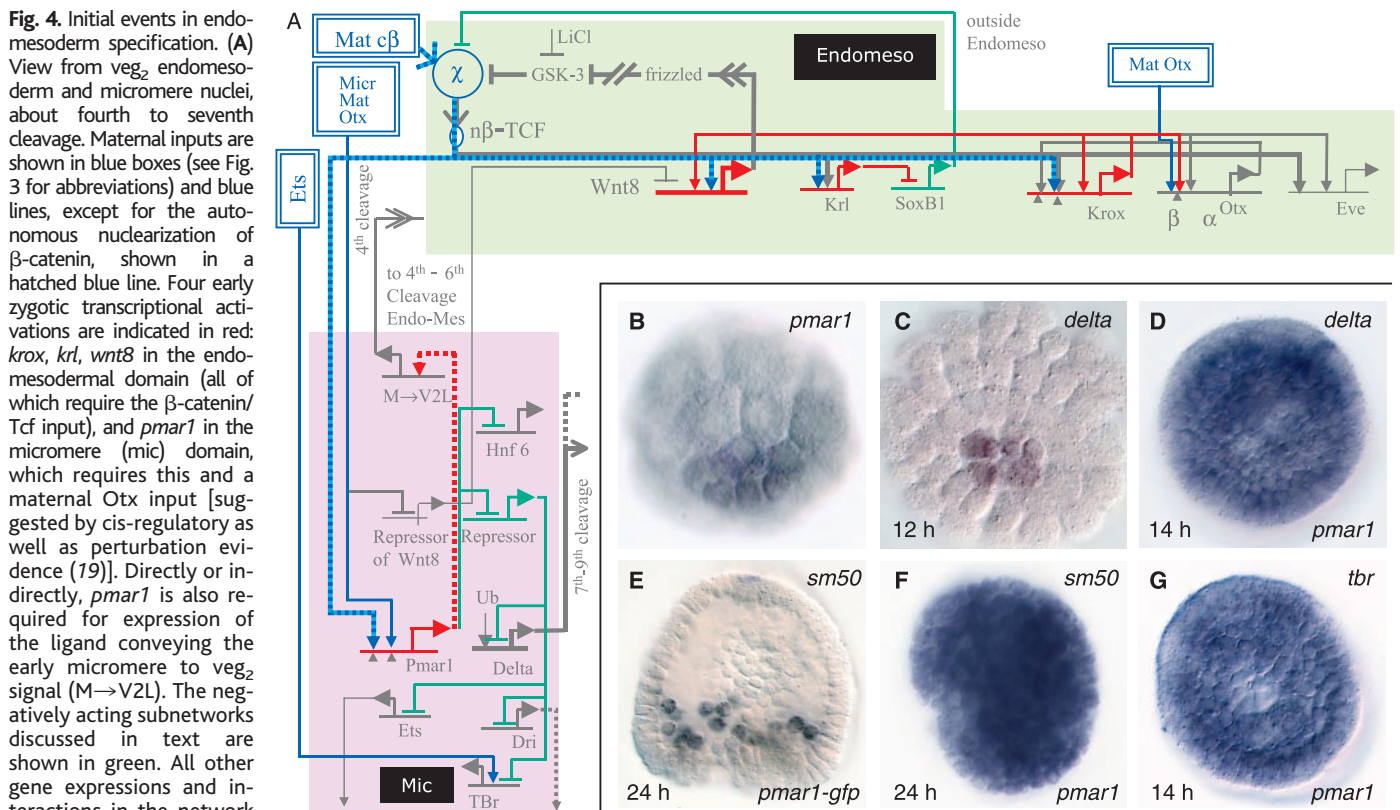 Fig. 4. Initial events in endo-
mesoderm specification. (A)
View from veg₂ endomeso-
derm and micromere nuclei,
about fourth to seventh
cleavage. Maternal inputs are
shown in blue boxes (see Fig.
3 for abbreviations) and blue
lines, except for the auto-
nomous nuclearization of
β-catenin, shown in a
hatched blue line. Four early
zygotic transcriptional acti-
vations are indicated in red:
krox, krl, wnt8 in the endo-
mesodermal domain (all of
which require the β-catenin/
Tcf input), and pmar1 in the
micromere (mic) domain,
which requires this and a
maternal Otx input [sug-
gested by cis-regulatory as
well as perturbation evi-
dence (19)]. Directly or in-
directly, pmar1 is also re-
quired for expression of
the ligand conveying the
early micromere to veg₂
signal (M→V2L). The neg-
atively acting subnetworks
discussed in text are
shown in green. All other
gene expressions and in-
teractions in the network
A
Mat cβ
χ
LiCl
GSK-3
frizzled
Endomeso
outside
Endomeso
Micr
Mat
Otx
Mat Otx
nβ-TCF
Ets
Wnt8
Krl
SoxB1
Krox
β
α
Otx
Eve
4th cleavage
to 4th - 6th
Cleavage
Endo-Mes
M→V2L
Hnf 6
Repressor
of Wnt8
Repressor
7th-9th cleavage
Ub
Pmar1
Delta
Ets
Dri
Mic
TBr
B
pmar1
C
delta
12 h
D
delta
14 h
pmar1
E
sm50
24 h
pmar1-gfp
F
sm50
24 h
pmar1
G
tbr
14 h
pmar1